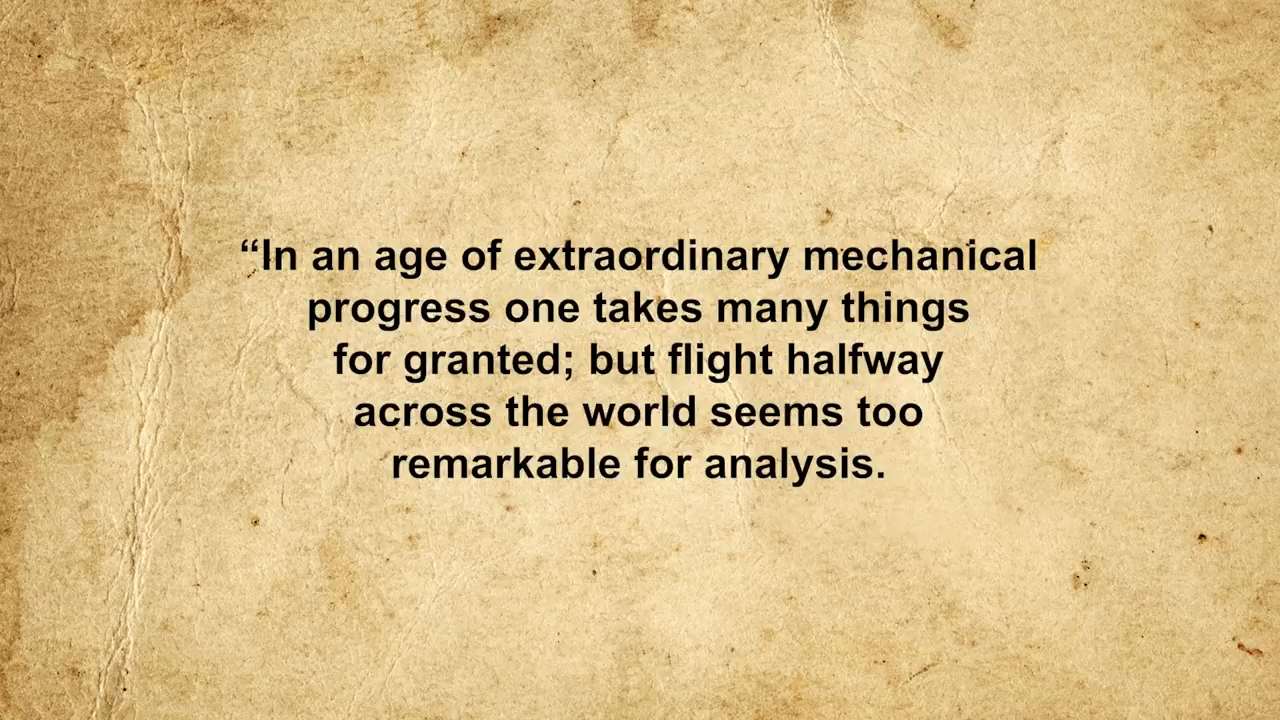 “In an age of extraordinary mechanical
progress one takes many things
for granted; but flight halfway
across the world seems too
remarkable for analysis.